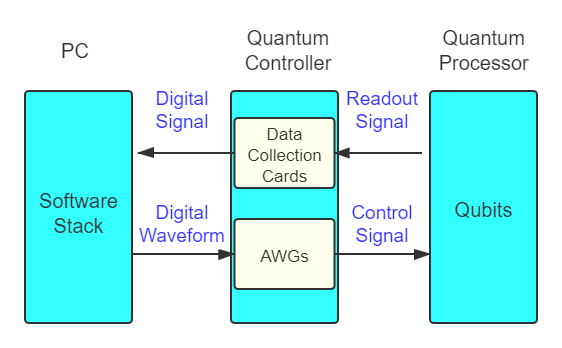 PC
Quantum
Controller
Quantum
Processor
Digital
Signal
Readout
Signal
Data
Collection
Cards
Software
Stack
Digital
Waveform
Control
Signal
Qubits
AWGs